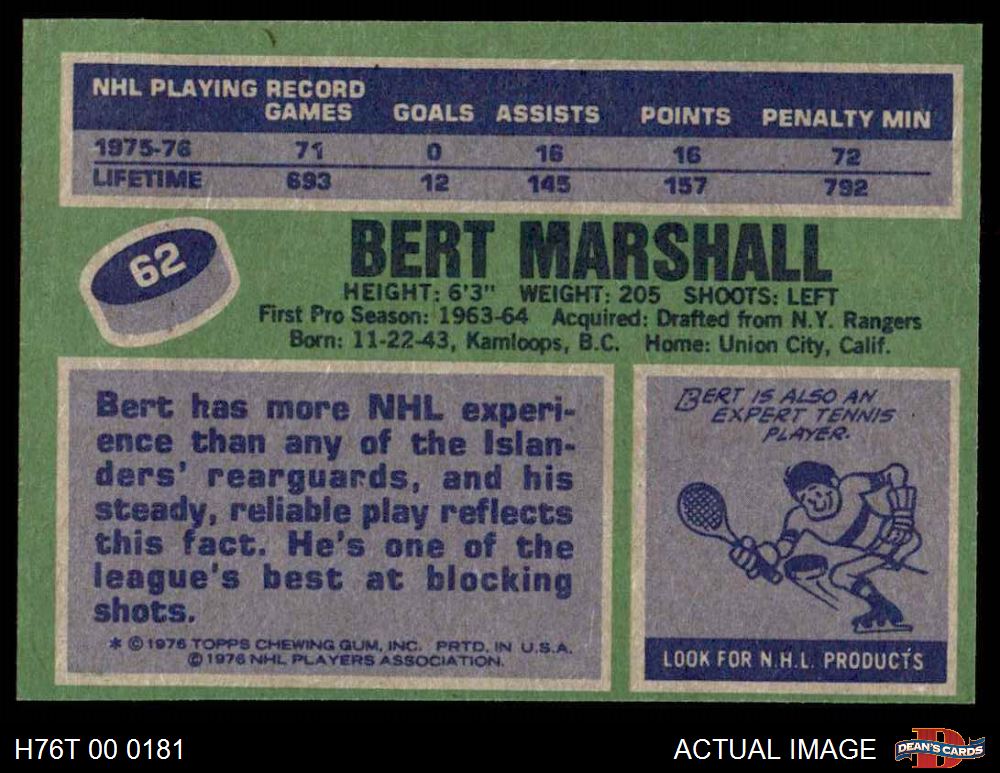 NHL PLAYING RECORD
GAMES GOALS ASSISTS POINTS PENALTY MIN
1975-76 71 0 16 16 72
LIFETIME 693 12 145 157 792
62
BERT MARSHALL
HEIGHT: 6'3" WEIGHT: 205 SHOOTS: LEFT
First Pro Season: 1963-64 Acquired: Drafted from N.Y. Rangers
Born: 11-22-43, Kamloops, B.C. Home: Union City, Calif.
Bert has more NHL experi-
ence than any of the Islan-
ders' rearguards, and his
steady, reliable play reflects
this fact. He's one of the
league's best at blocking
shots.
* © 1976 TOPPS CHEWING GUM, INC. PRTD. IN U.S.A.
© 1976 NHL PLAYERS ASSOCIATION.
BERT IS ALSO AN
EXPERT TENNIS
PLAYER.
LOOK FOR N.H.L. PRODUCTS
H76T 00 0181
ACTUAL IMAGE
D
DEAN'S CARDS